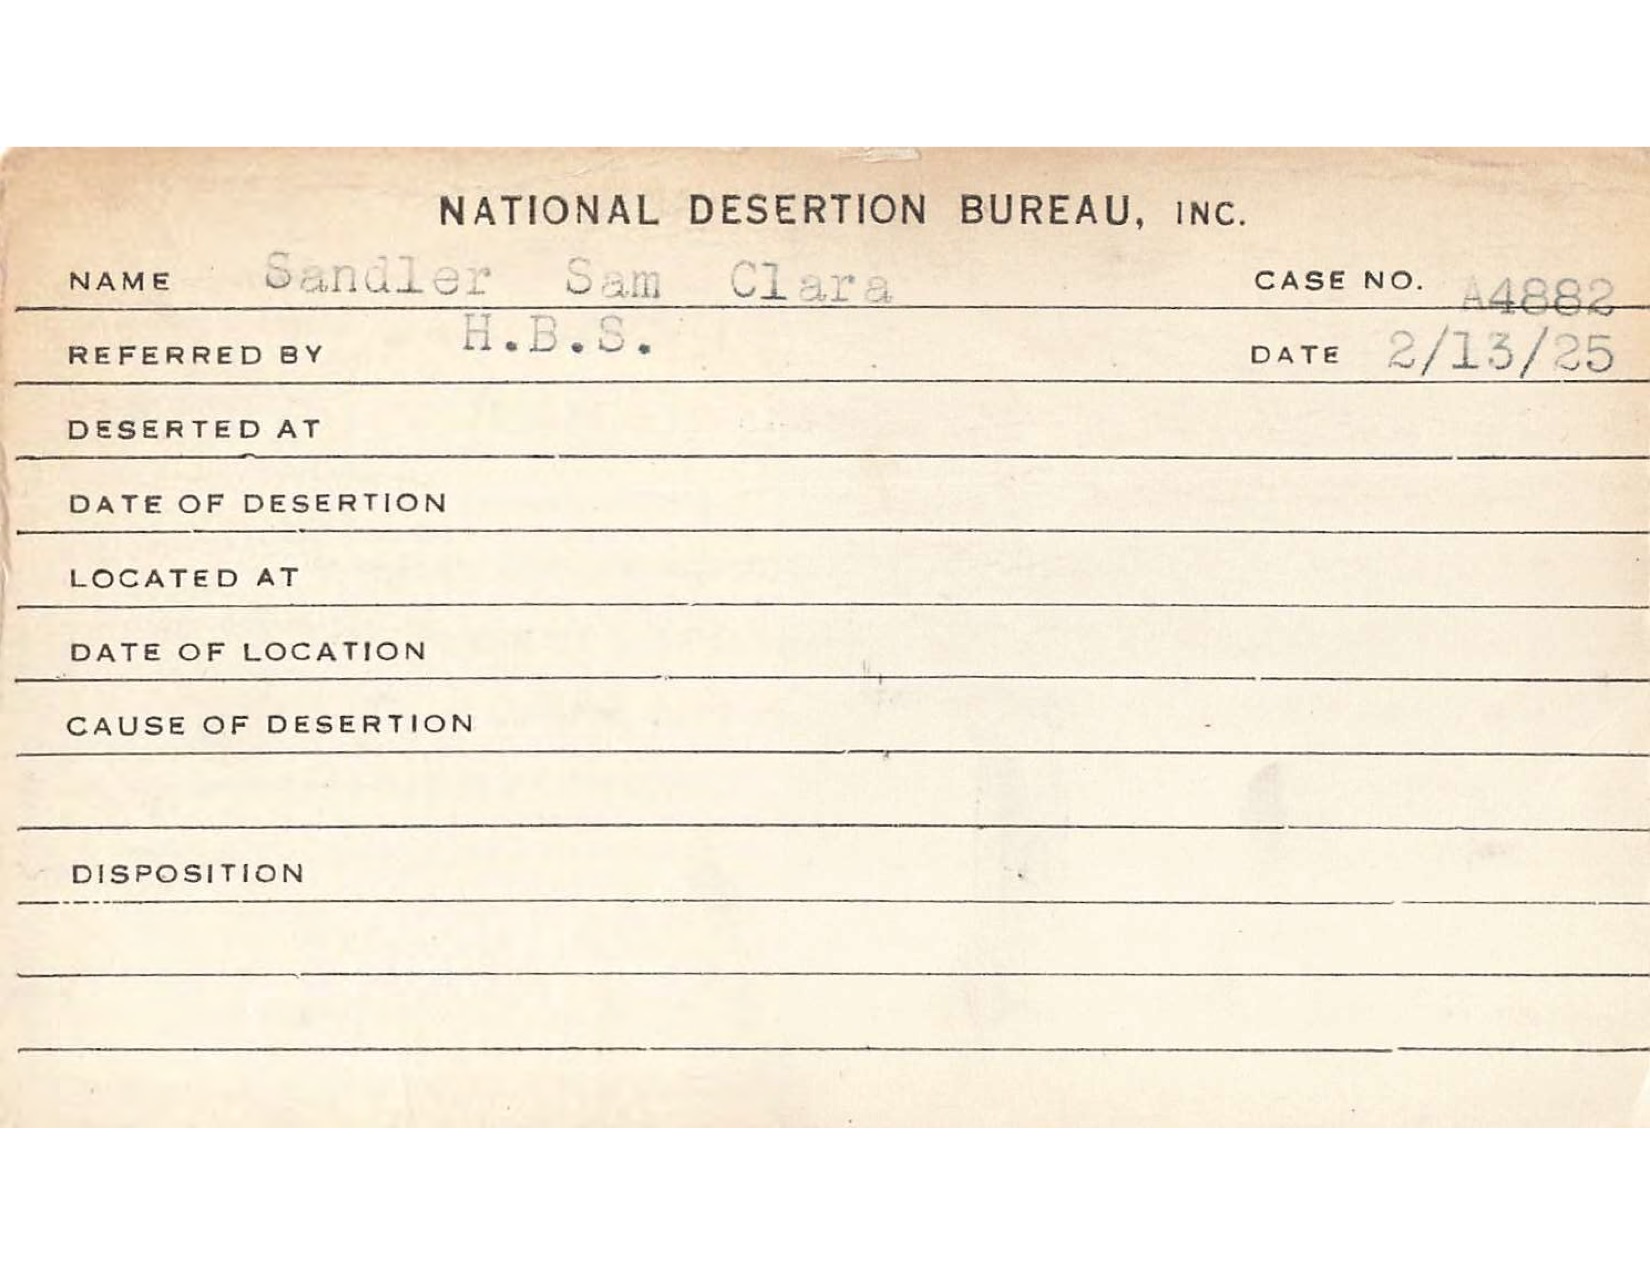 NATIONAL DESERTION BUREAU, INC.
NAME Sandler Sam Clara CASE NO. A4882
REFERRED BY H.B.S. DATE 2/13/25
DESERTED AT
DATE OF DESERTION
LOCATED AT
DATE OF LOCATION
CAUSE OF DESERTION
DISPOSITION